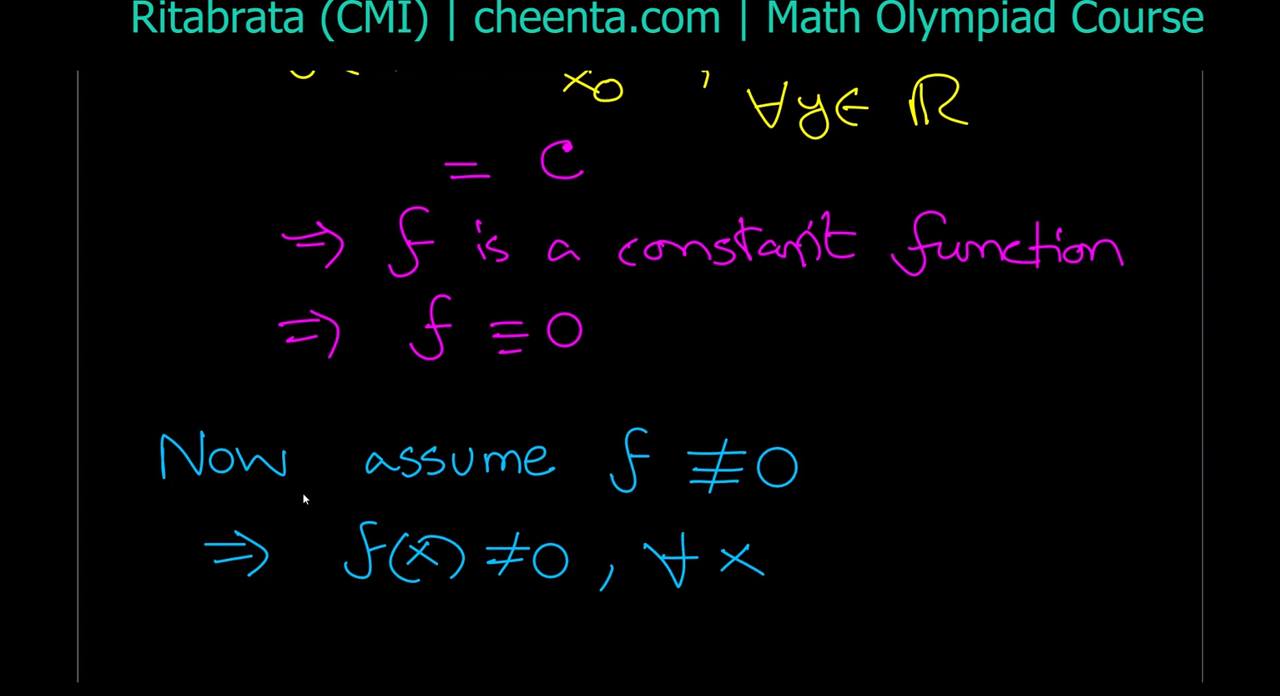 Ritabrata (CMI) | cheenta.com | Math Olympiad Course
x₀ , ∀y∈ ℝ
= C
⇒ f is a constant function
⇒ f ≡ 0
Now assume f ≢ 0
⇒ f(x) ≠ 0 , ∀ x